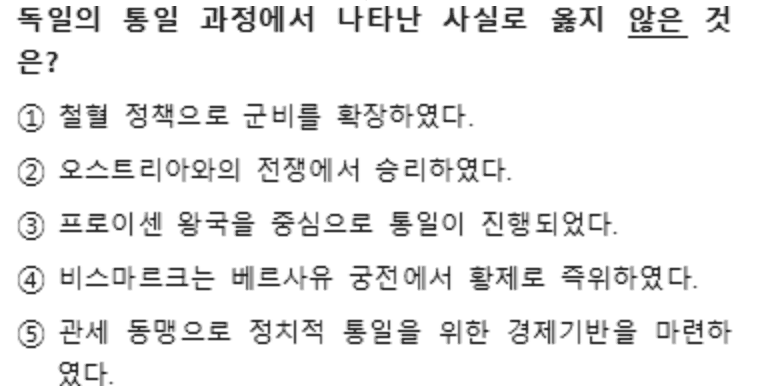 독일의 통일 과정에서 나타난 사실로 옳지 않은 것
은?
① 철혈 정책으로 군비를 확장하였다.
② 오스트리아와의 전쟁에서 승리하였다.
③ 프로이센 왕국을 중심으로 통일이 진행되었다.
④ 비스마르크는 베르사유 궁전에서 황제로 즉위하였다.
⑤ 관세 동맹으로 정치적 통일을 위한 경제기반을 마련하
였다.